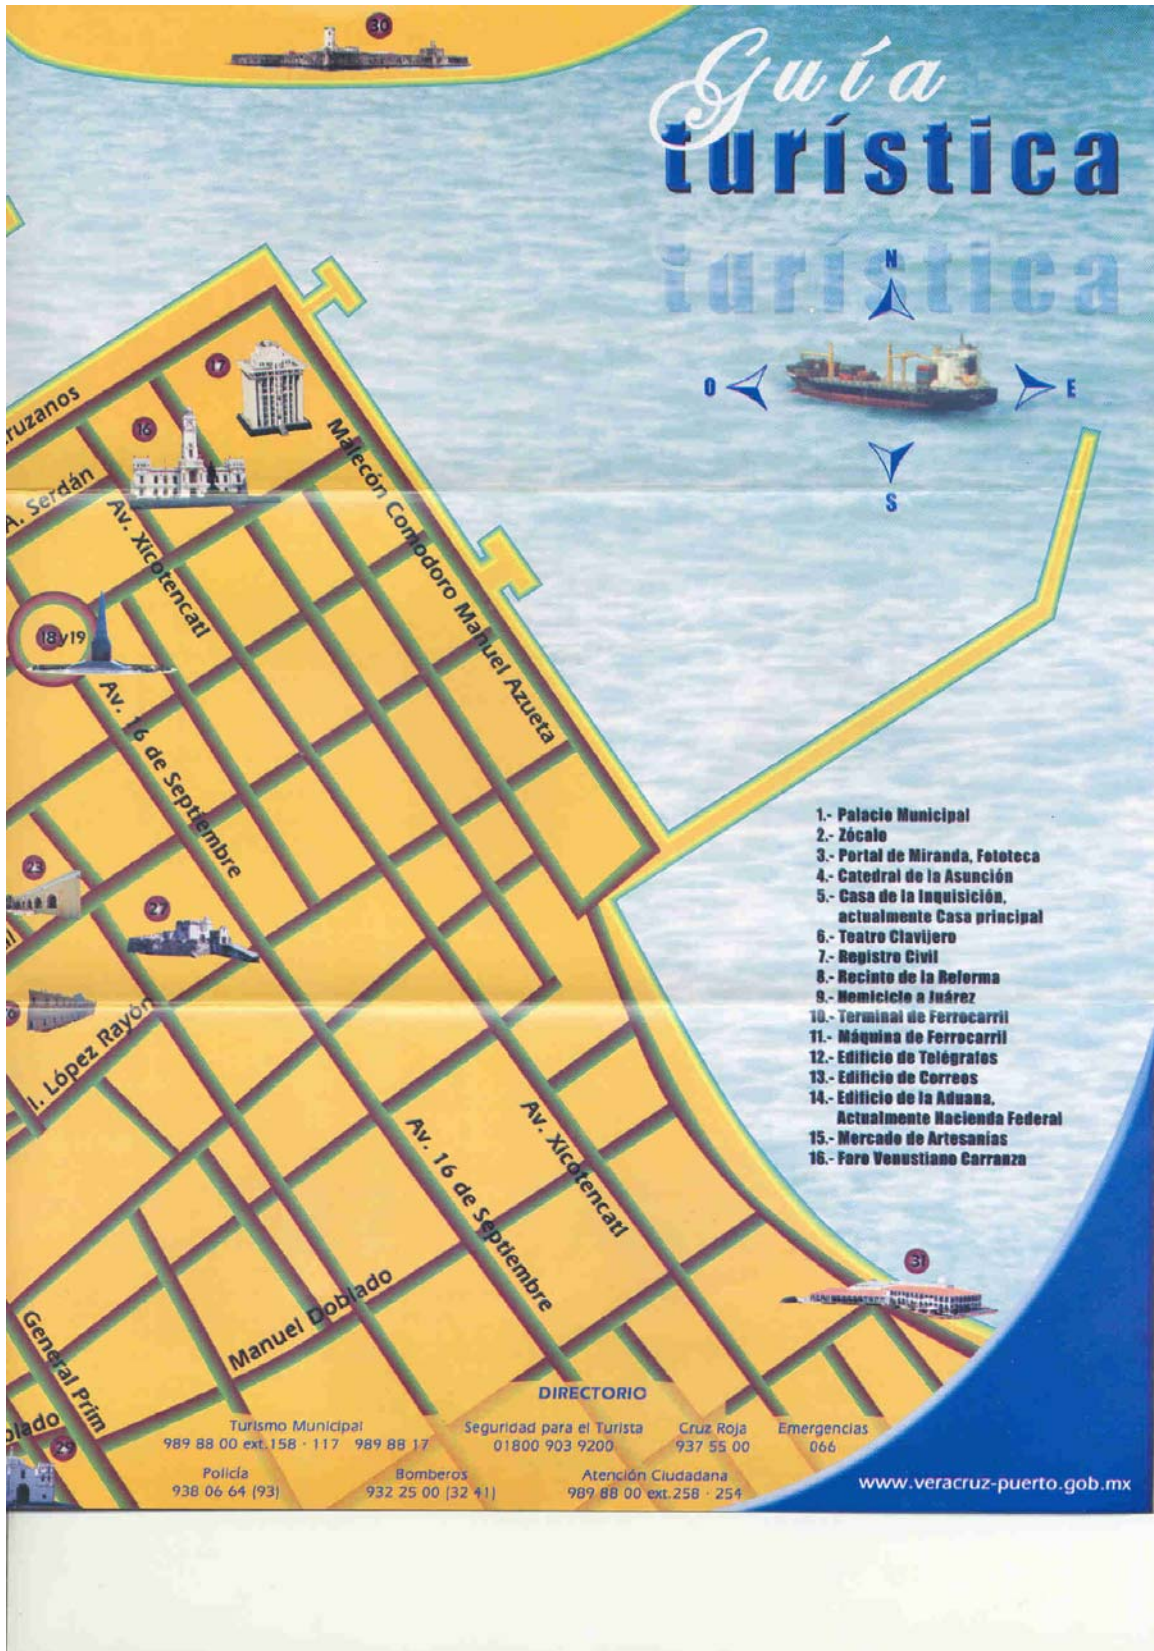 30
Guía
turística
turística
N
O
E
S
17
16
cruzanos
A. Serdán
Av. Xicotencatl
Malecón Comodoro Manuel Azueta
18y19
Av. 16 de Septiembre
23
27
I. López Rayón
Av. 16 de Septiembre
Av. Xicotencatl
Manuel Doblado
General Prim
blado
29
31
1.- Palacio Municipal
2.- Zócalo
3.- Portal de Miranda, Fototeca
4.- Catedral de la Asunción
5.- Casa de la Inquisición,
actualmente Casa principal
6.- Teatro Clavijero
7.- Registro Civil
8.- Recinto de la Reforma
9.- Hemiciclo a Juárez
10.- Terminal de Ferrocarril
11.- Máquina de Ferrocarril
12.- Edificio de Telégrafos
13.- Edificio de Correos
14.- Edificio de la Aduana,
Actualmente Hacienda Federal
15.- Mercado de Artesanías
16.- Faro Venustiano Carranza
DIRECTORIO
Turismo Municipal
989 88 00 ext.158 · 117 989 88 17
Seguridad para el Turista
01800 903 9200
Cruz Roja
937 55 00
Emergencias
066
Policía
938 06 64 (93)
Bomberos
932 25 00 (32 41)
Atención Ciudadana
989 88 00 ext.258 · 254
www.veracruz-puerto.gob.mx